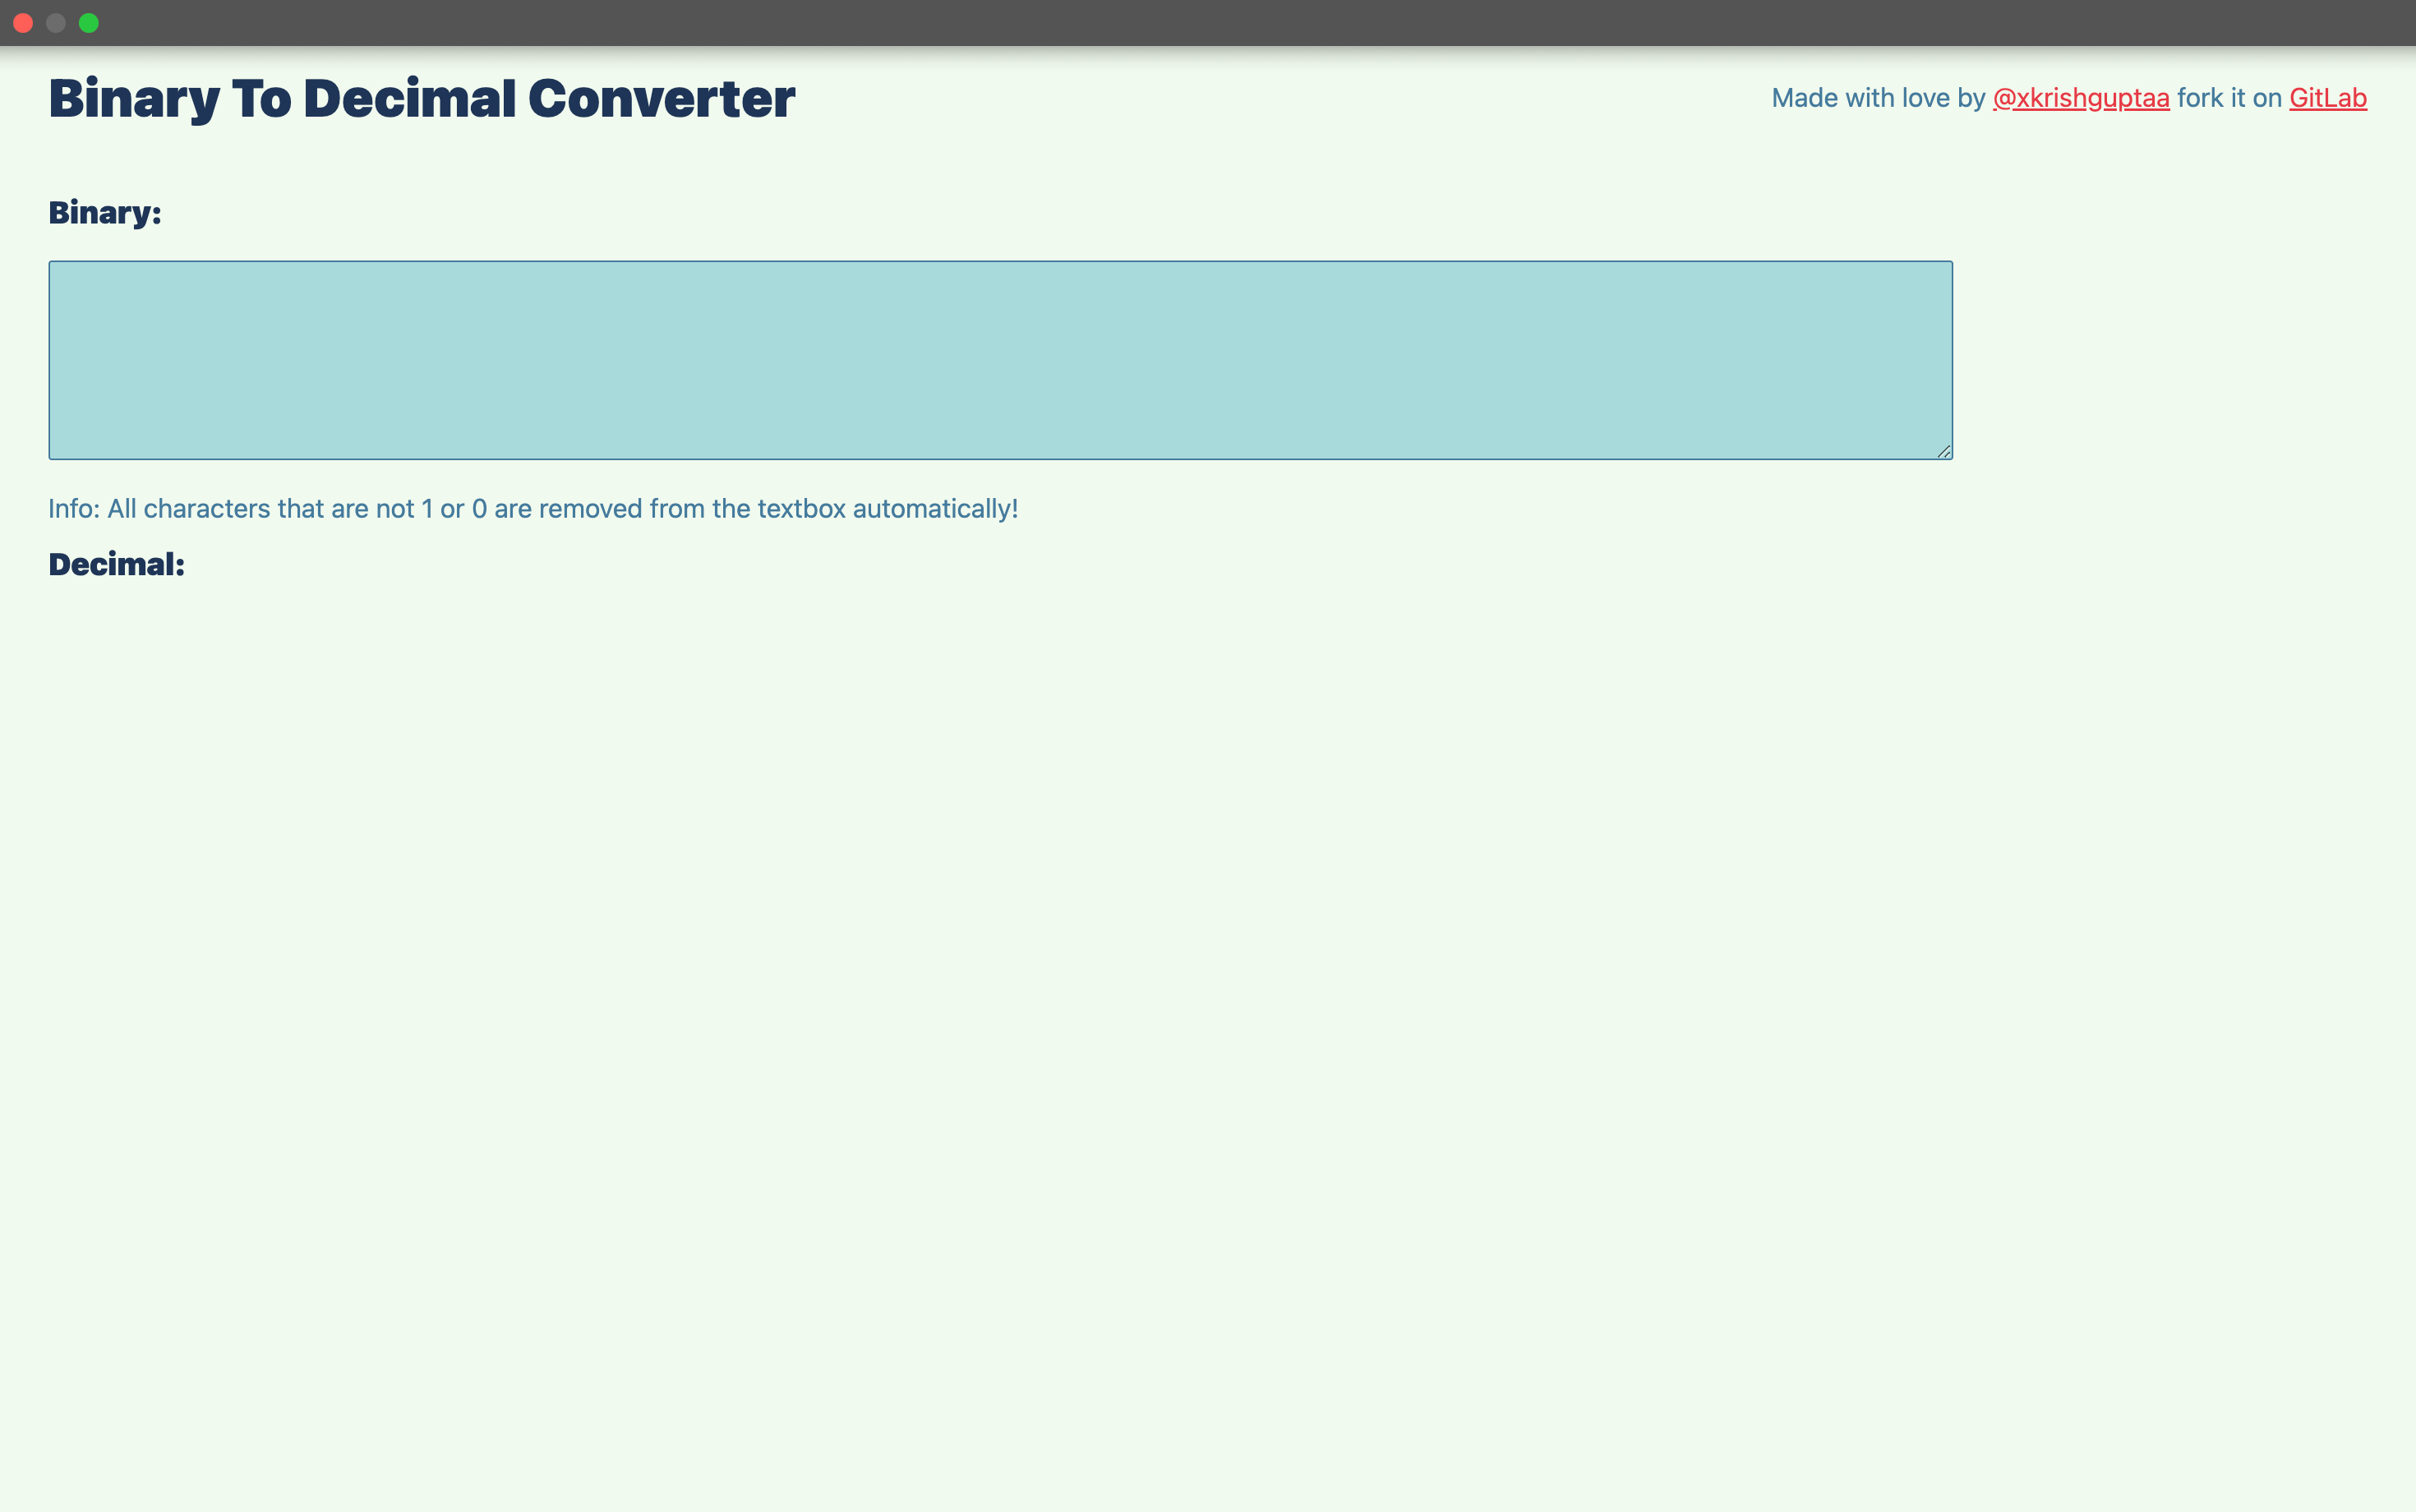 Binary To Decimal Converter
Made with love by @xkrishguptaa fork it on GitLab
Binary:
Info: All characters that are not 1 or 0 are removed from the textbox automatically!
Decimal: